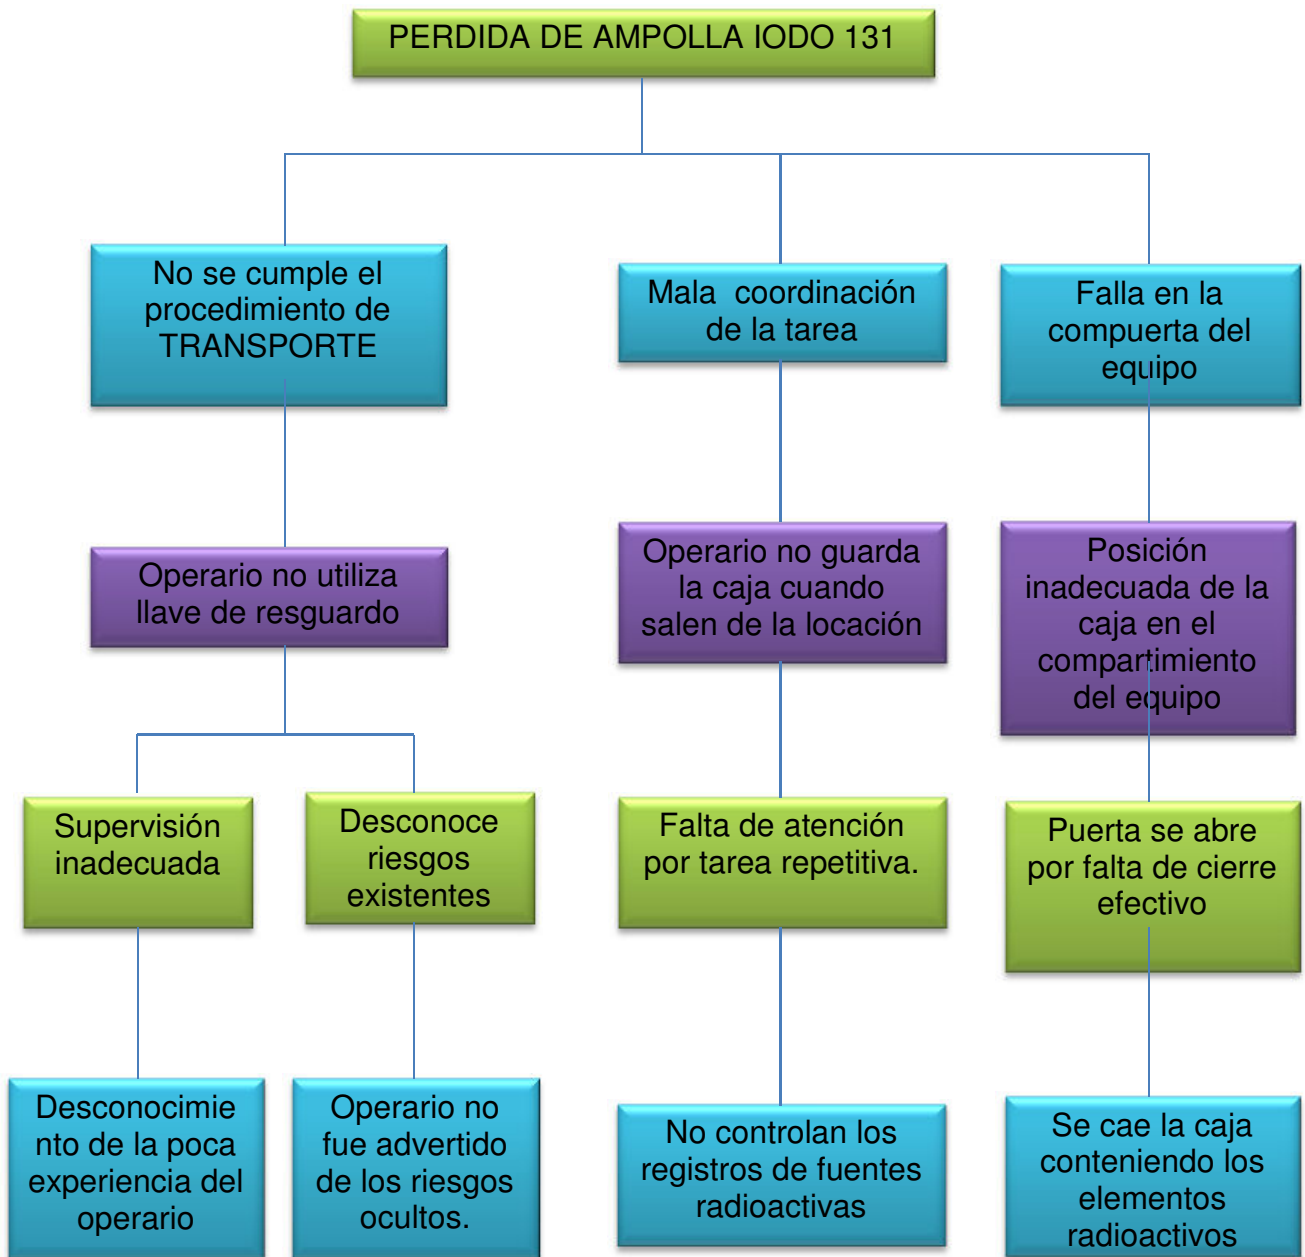 PERDIDA DE AMPOLLA IODO 131
No se cumple el
procedimiento de
TRANSPORTE
Mala coordinación
de la tarea
Falla en la
compuerta del
equipo
Operario no utiliza
llave de resguardo
Operario no guarda
la caja cuando
salen de la locación
Posición
inadecuada de la
caja en el
compartimiento
del equipo
Supervisión
inadecuada
Desconoce
riesgos
existentes
Falta de atención
por tarea repetitiva.
Puerta se abre
por falta de cierre
efectivo
Desconocimie
nto de la poca
experiencia del
operario
Operario no
fue advertido
de los riesgos
ocultos.
No controlan los
registros de fuentes
radioactivas
Se cae la caja
conteniendo los
elementos
radioactivos